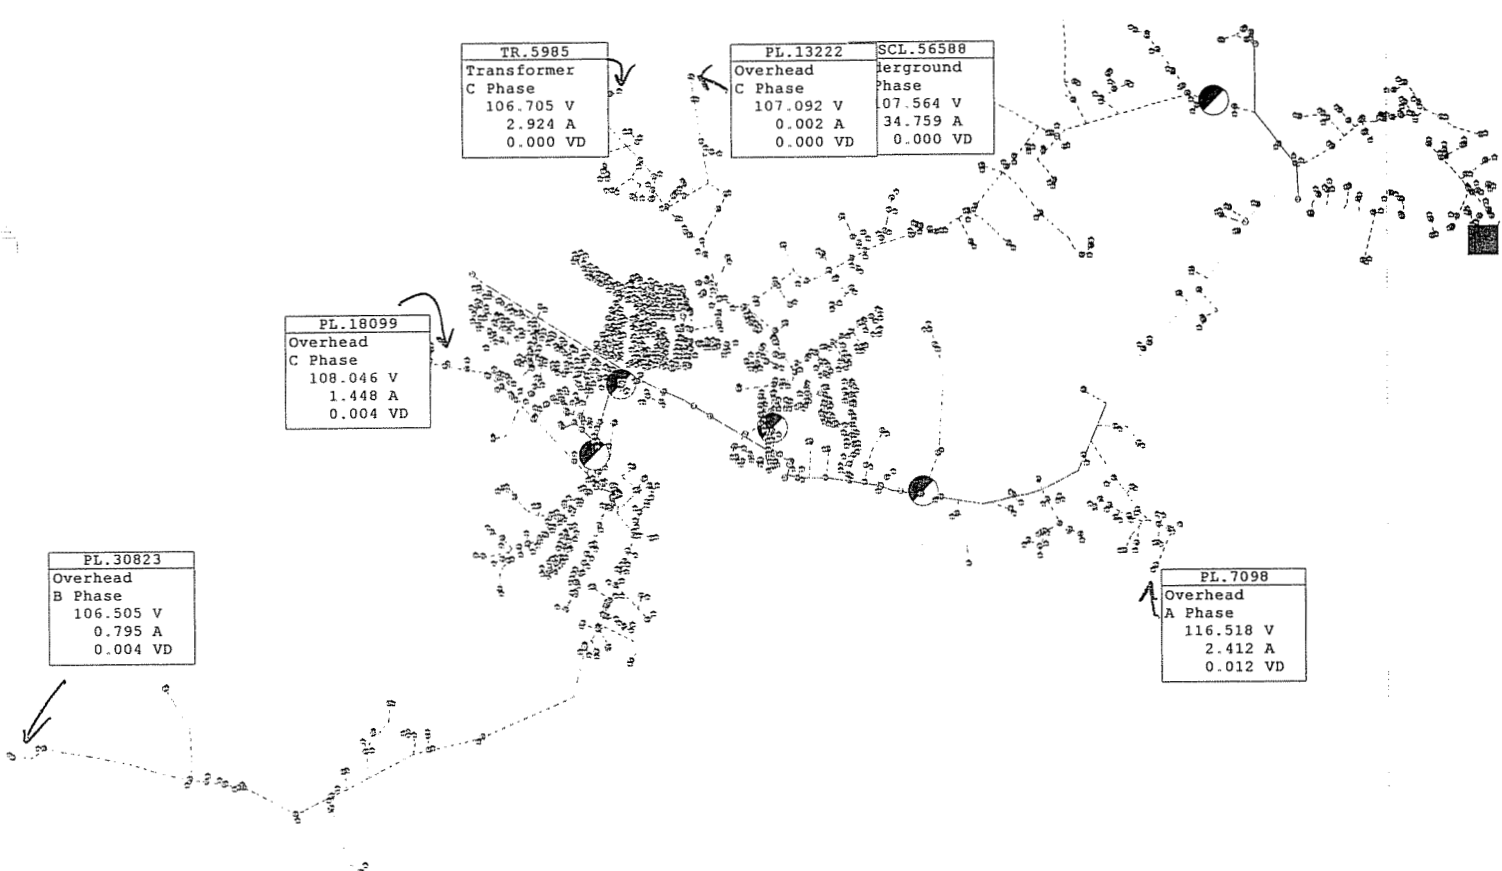 TR.5985
Transformer
C Phase
106.705 V
2.924 A
0.000 VD
PL.13222
Overhead
C Phase
107.092 V
0.002 A
0.000 VD
SCL.56588
derground
Phase
07.564 V
34.759 A
0.000 VD
PL.18099
Overhead
C Phase
108.046 V
1.448 A
0.004 VD
PL.30823
Overhead
B Phase
106.505 V
0.795 A
0.004 VD
PL.7098
Overhead
A Phase
116.518 V
2.412 A
0.012 VD